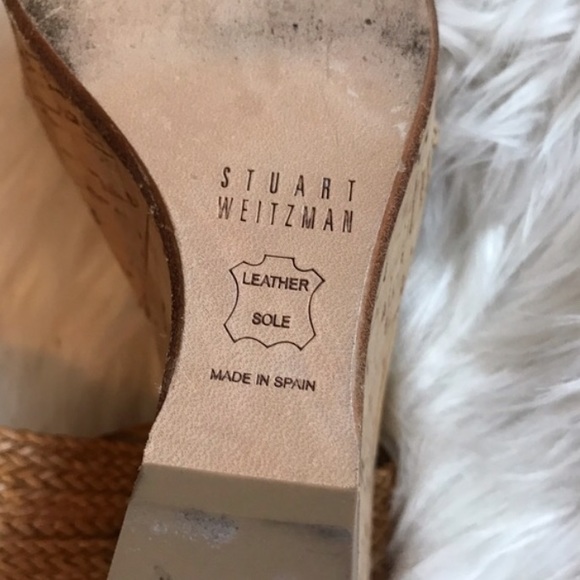 STUART
WEITZMAN
LEATHER
SOLE
MADE IN SPAIN